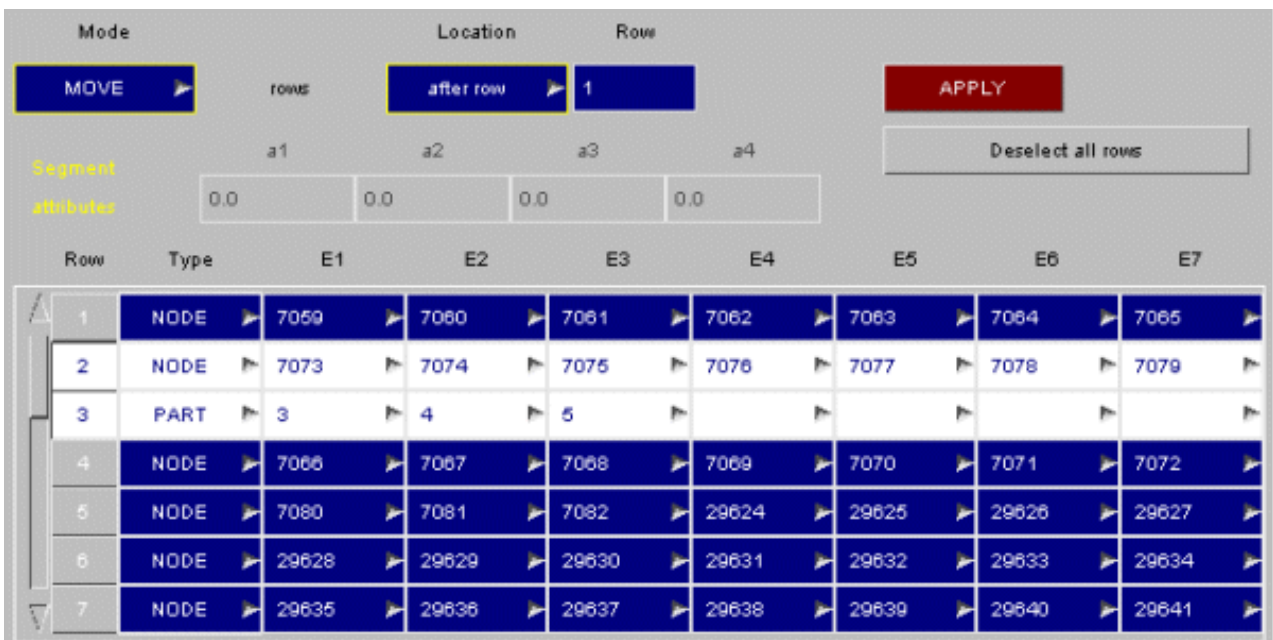 Mode Location Row
MOVE rows after row 1 APPLY
a1 a2 a3 a4 Deselect all rows
Segment
attributes 0.0 0.0 0.0 0.0
Row Type E1 E2 E3 E4 E5 E6 E7
1 NODE 7059 7060 7061 7062 7063 7064 7065
2 NODE 7073 7074 7075 7076 7077 7078 7079
3 PART 3 4 5
4 NODE 7066 7067 7068 7069 7070 7071 7072
5 NODE 7080 7081 7082 29624 29625 29626 29627
6 NODE 29628 29629 29630 29631 29632 29633 29634
7 NODE 29635 29636 29637 29638 29639 29640 29641